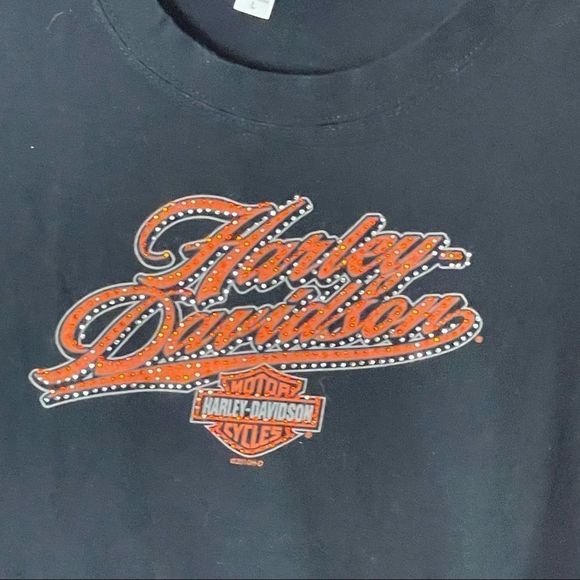 L
Harley-
Davidson
®
MOTOR
HARLEY-DAVIDSON
CYCLES
®